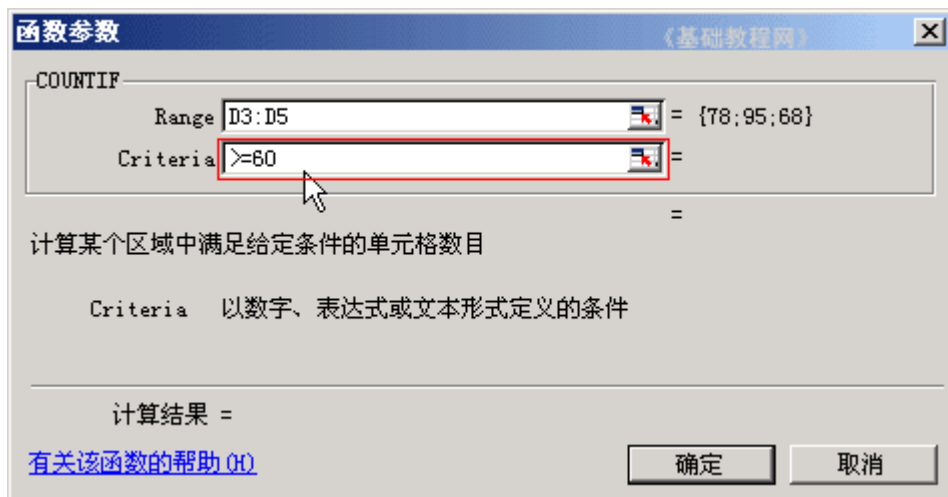 函数参数
《基础教程网》
COUNTIF
Range D3:D5 = {78;95;68}
Criteria >=60 =
=
计算某个区域中满足给定条件的单元格数目
Criteria 以数字、表达式或文本形式定义的条件
计算结果 =
有关该函数的帮助(H)
确定
取消